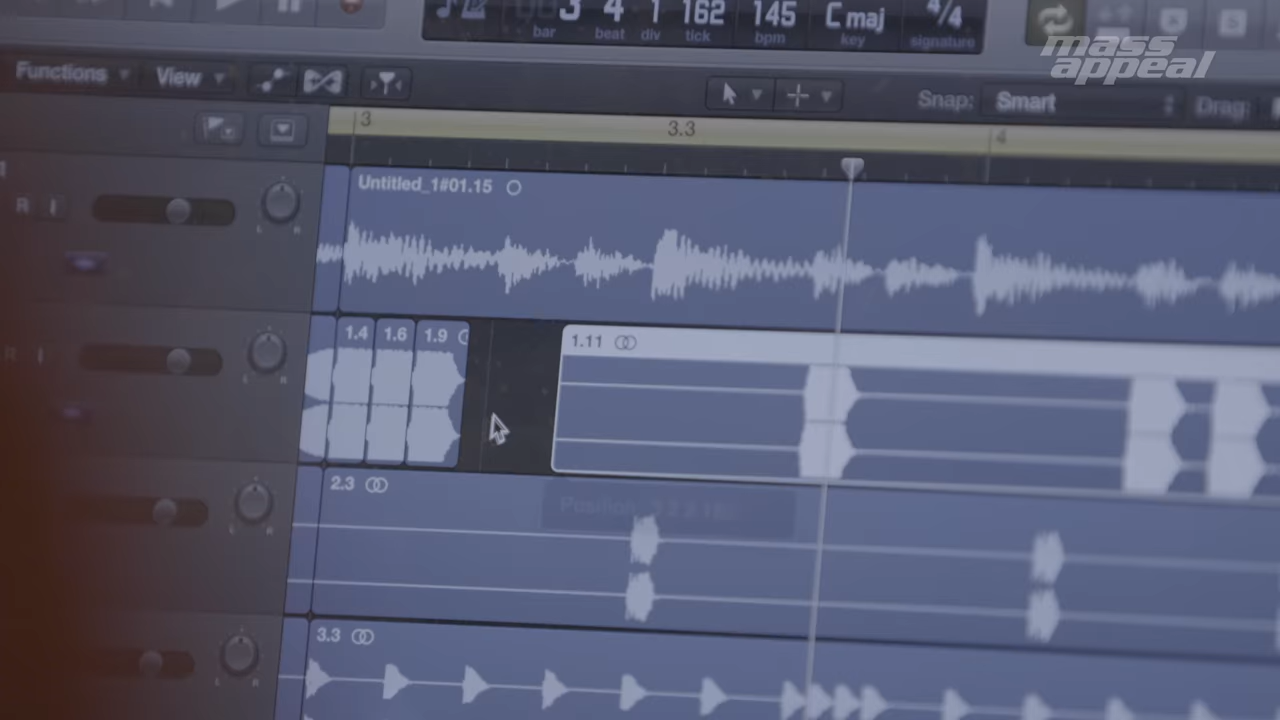 3 4 1 162 145 C maj 4/4
bar beat div tick bpm key signature
mass
appeal
Functions View Snap: Smart Drag:
3 3.3 4
Untitled_1#01.15
R I
1.4 1.6 1.9 1.11
R I
2.3
Position
3.3
L R